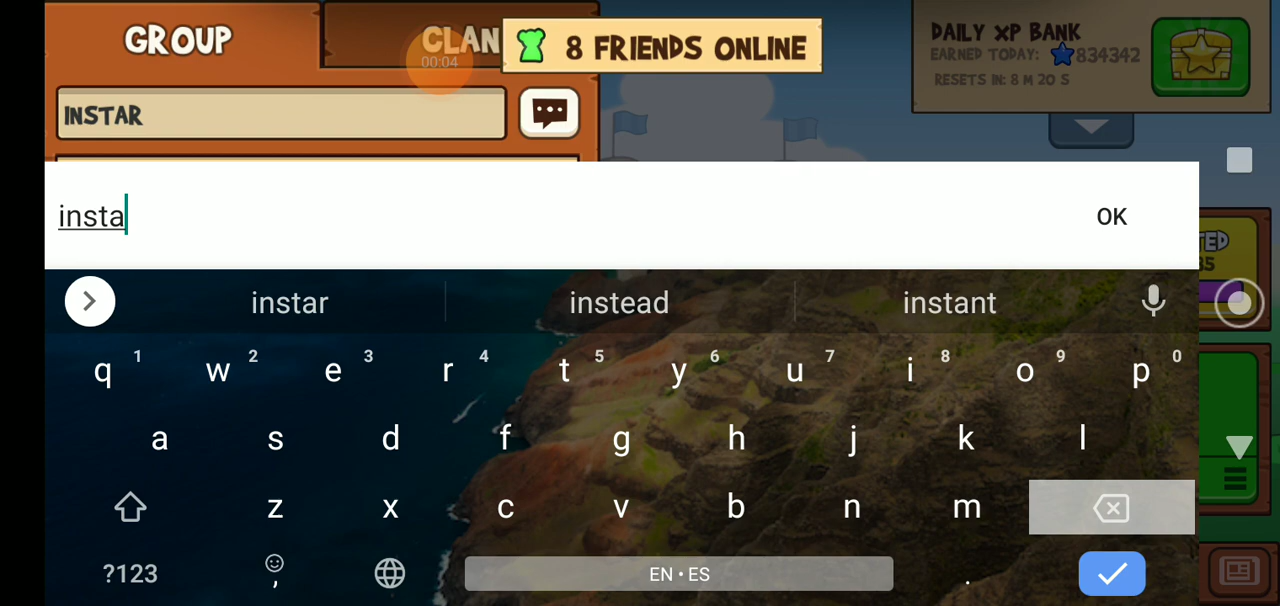 GROUP
CLAN
00:04
8 FRIENDS ONLINE
DAILY XP BANK
EARNED TODAY: 834342
RESETS IN: 8 M 20 S
INSTAR
insta
OK
instar instead instant
q 1 w 2 e 3 r 4 t 5 y 6 u 7 i 8 o 9 p 0
a s d f g h j k l
z x c v b n m
?123 , EN • ES .